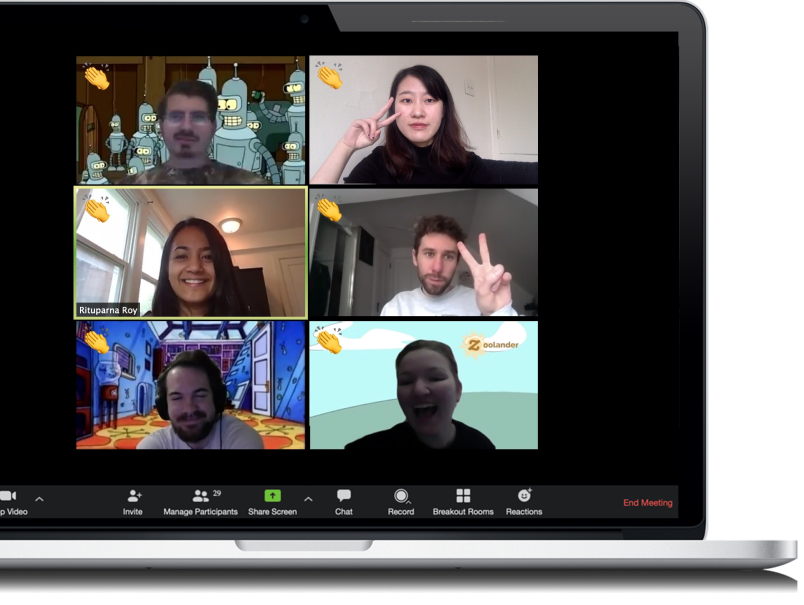 Zoolander
Rituparna Roy
p Video
Invite
29
Manage Participants
Share Screen
Chat
Record
Breakout Rooms
Reactions
End Meeting